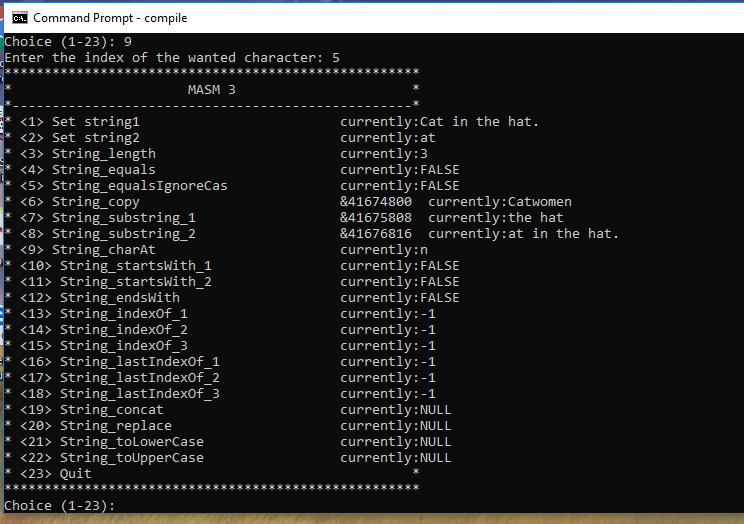 Command Prompt - compile
Choice (1-23): 9
Enter the index of the wanted character: 5
****************************************************
*                      MASM 3                      *
*--------------------------------------------------*
* <1> Set string1                         currently:Cat in the hat.
* <2> Set string2                         currently:at
* <3> String_length                       currently:3
* <4> String_equals                       currently:FALSE
* <5> String_equalsIgnoreCas              currently:FALSE
* <6> String_copy                         &41674800  currently:Catwomen
* <7> String_substring_1                  &41675808  currently:the hat
* <8> String_substring_2                  &41676816  currently:at in the hat.
* <9> String_charAt                       currently:n
* <10> String_startsWith_1                currently:FALSE
* <11> String_startsWith_2                currently:FALSE
* <12> String_endsWith                    currently:FALSE
* <13> String_indexOf_1                   currently:-1
* <14> String_indexOf_2                   currently:-1
* <15> String_indexOf_3                   currently:-1
* <16> String_lastIndexOf_1               currently:-1
* <17> String_lastIndexOf_2               currently:-1
* <18> String_lastIndexOf_3               currently:-1
* <19> String_concat                      currently:NULL
* <20> String_replace                     currently:NULL
* <21> String_toLowerCase                 currently:NULL
* <22> String_toUpperCase                 currently:NULL
* <23> Quit                                        *
****************************************************
Choice (1-23):